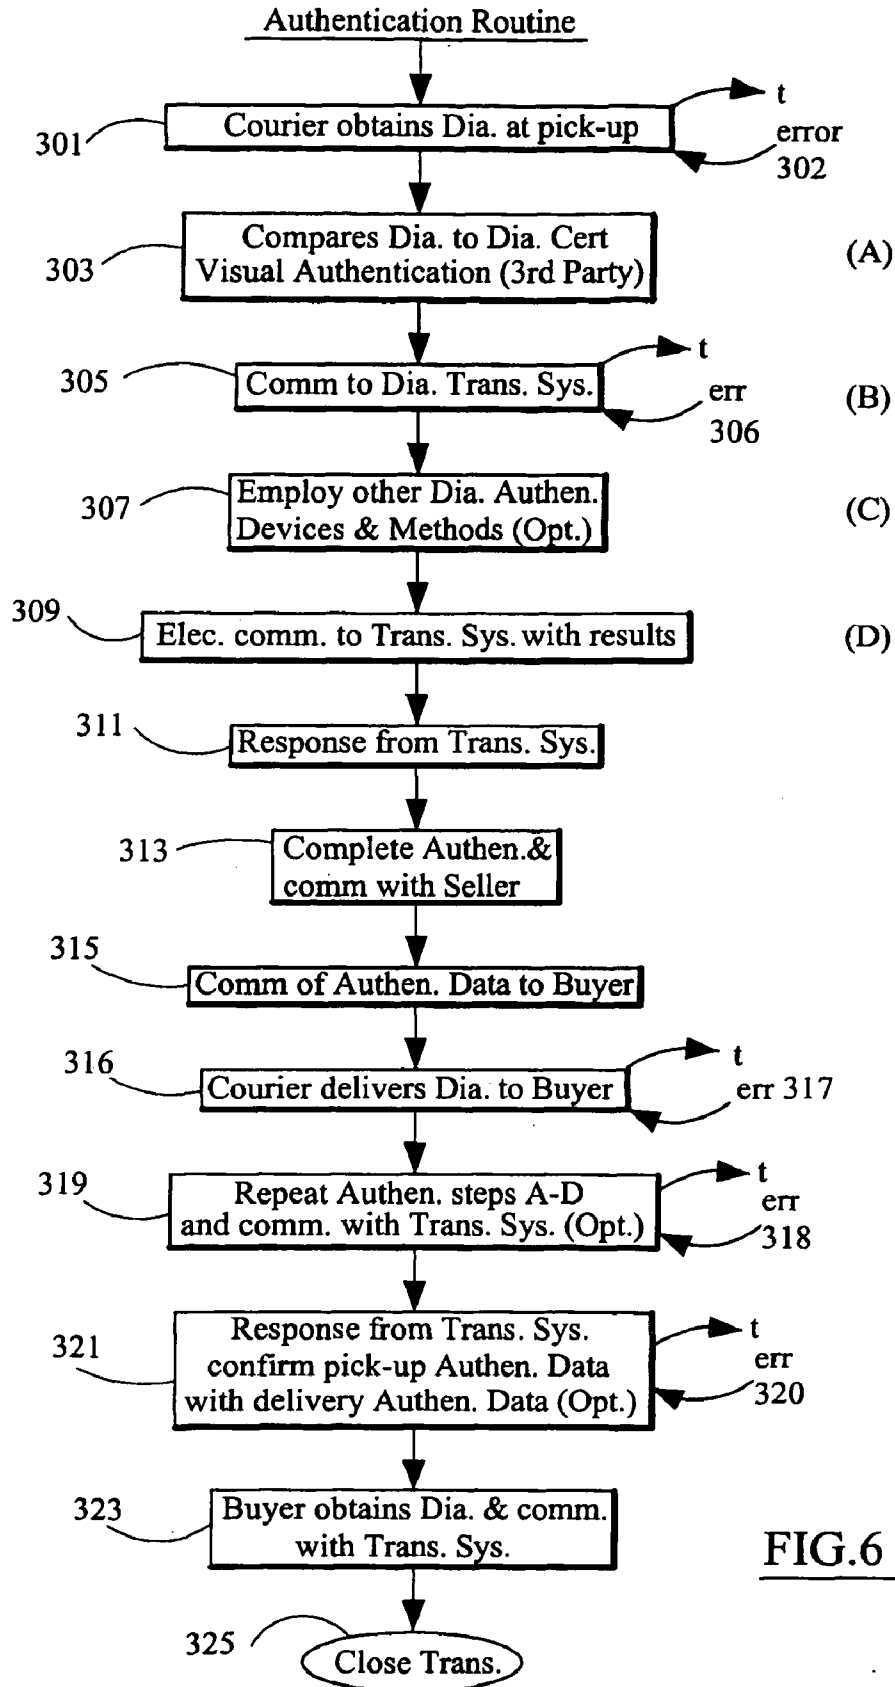 Authentication Routine
301
Courier obtains Dia. at pick-up
t
error
302
303
Compares Dia. to Dia. Cert
Visual Authentication (3rd Party)
(A)
305
Comm to Dia. Trans. Sys.
t
err
306
(B)
307
Employ other Dia. Authen.
Devices & Methods (Opt.)
(C)
309
Elec. comm. to Trans. Sys. with results
(D)
311
Response from Trans. Sys.
313
Complete Authen.&
comm with Seller
315
Comm of Authen. Data to Buyer
316
Courier delivers Dia. to Buyer
t
err 317
319
Repeat Authen. steps A-D
and comm. with Trans. Sys. (Opt.)
t
err
318
321
Response from Trans. Sys.
confirm pick-up Authen. Data
with delivery Authen. Data (Opt.)
t
err
320
323
Buyer obtains Dia. & comm.
with Trans. Sys.
FIG.6
325
Close Trans.